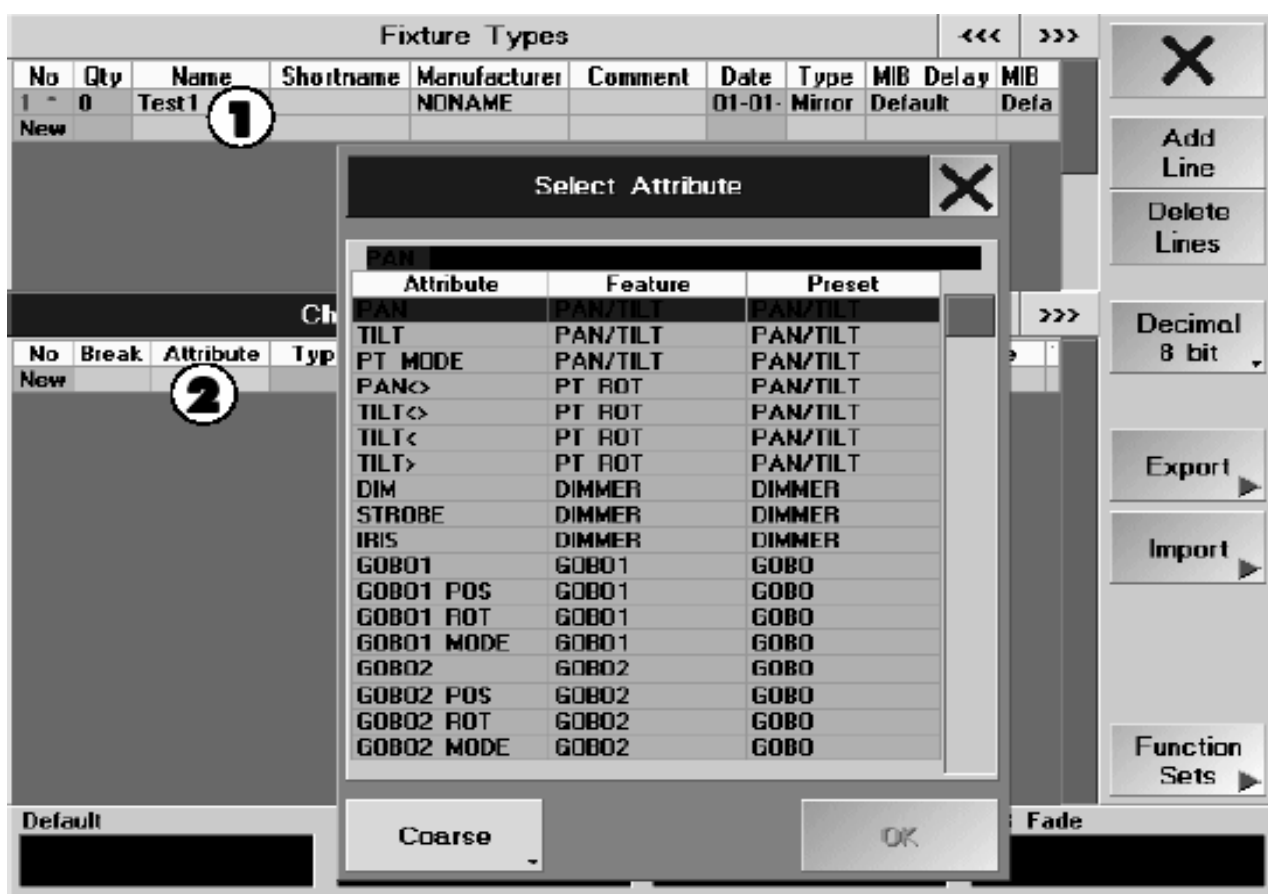 Fixture Types <<< >>>
No Qty Name Shortname Manufacturer Comment Date Type MIB Delay MIB
1 0 Test1 NONAME 01-01- Mirror Default Defa
New
1
Add
Line
Delete
Lines
Select Attribute
PAN
Attribute Feature Preset
PAN PAN/TILT PAN/TILT
TILT PAN/TILT PAN/TILT
PT MODE PAN/TILT PAN/TILT
PAN<> PT ROT PAN/TILT
TILT<> PT ROT PAN/TILT
TILT< PT ROT PAN/TILT
TILT> PT ROT PAN/TILT
DIM DIMMER DIMMER
STROBE DIMMER DIMMER
IRIS DIMMER DIMMER
GOBO1 GOBO1 GOBO
GOBO1 POS GOBO1 GOBO
GOBO1 ROT GOBO1 GOBO
GOBO1 MODE GOBO1 GOBO
GOBO2 GOBO2 GOBO
GOBO2 POS GOBO2 GOBO
GOBO2 ROT GOBO2 GOBO
GOBO2 MODE GOBO2 GOBO
Coarse OK
Ch >>>
No Break Attribute Typ
New
2
Decimal
8 bit
Export
Import
Function
Sets
Default Fade